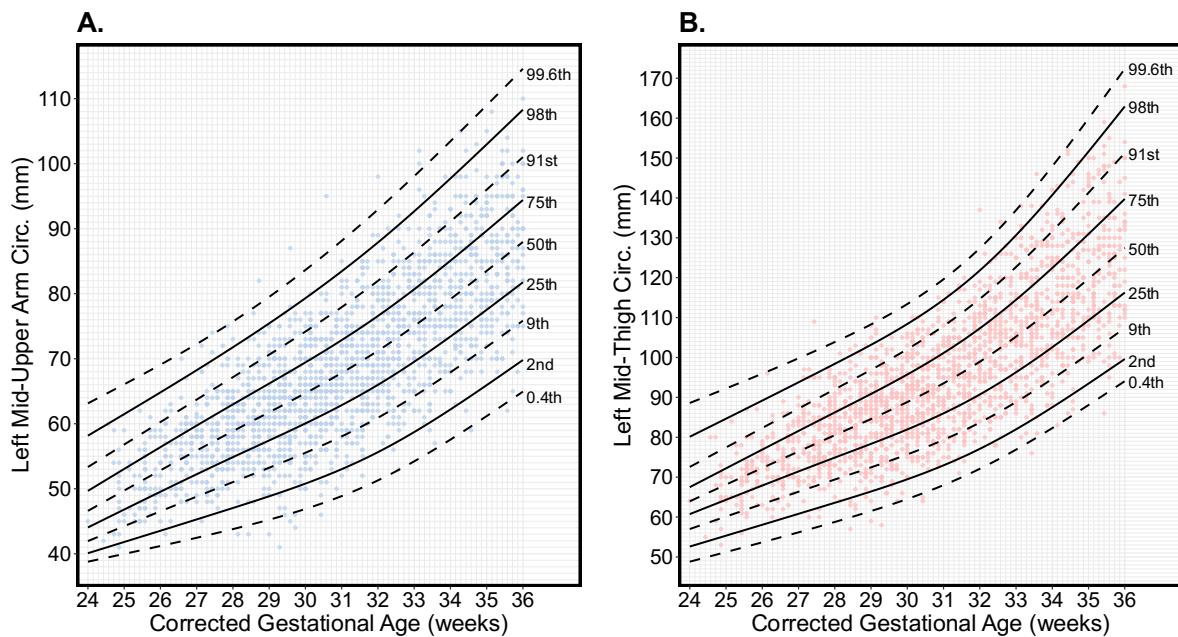 A.
Left Mid-Upper Arm Circ. (mm)
110
100
90
80
70
60
50
40
99.6th
98th
91st
75th
50th
25th
9th
2nd
0.4th
24 25 26 27 28 29 30 31 32 33 34 35 36
Corrected Gestational Age (weeks)
B.
Left Mid-Thigh Circ. (mm)
170
160
150
140
130
120
110
100
90
80
70
60
50
99.6th
98th
91st
75th
50th
25th
9th
2nd
0.4th
24 25 26 27 28 29 30 31 32 33 34 35 36
Corrected Gestational Age (weeks)